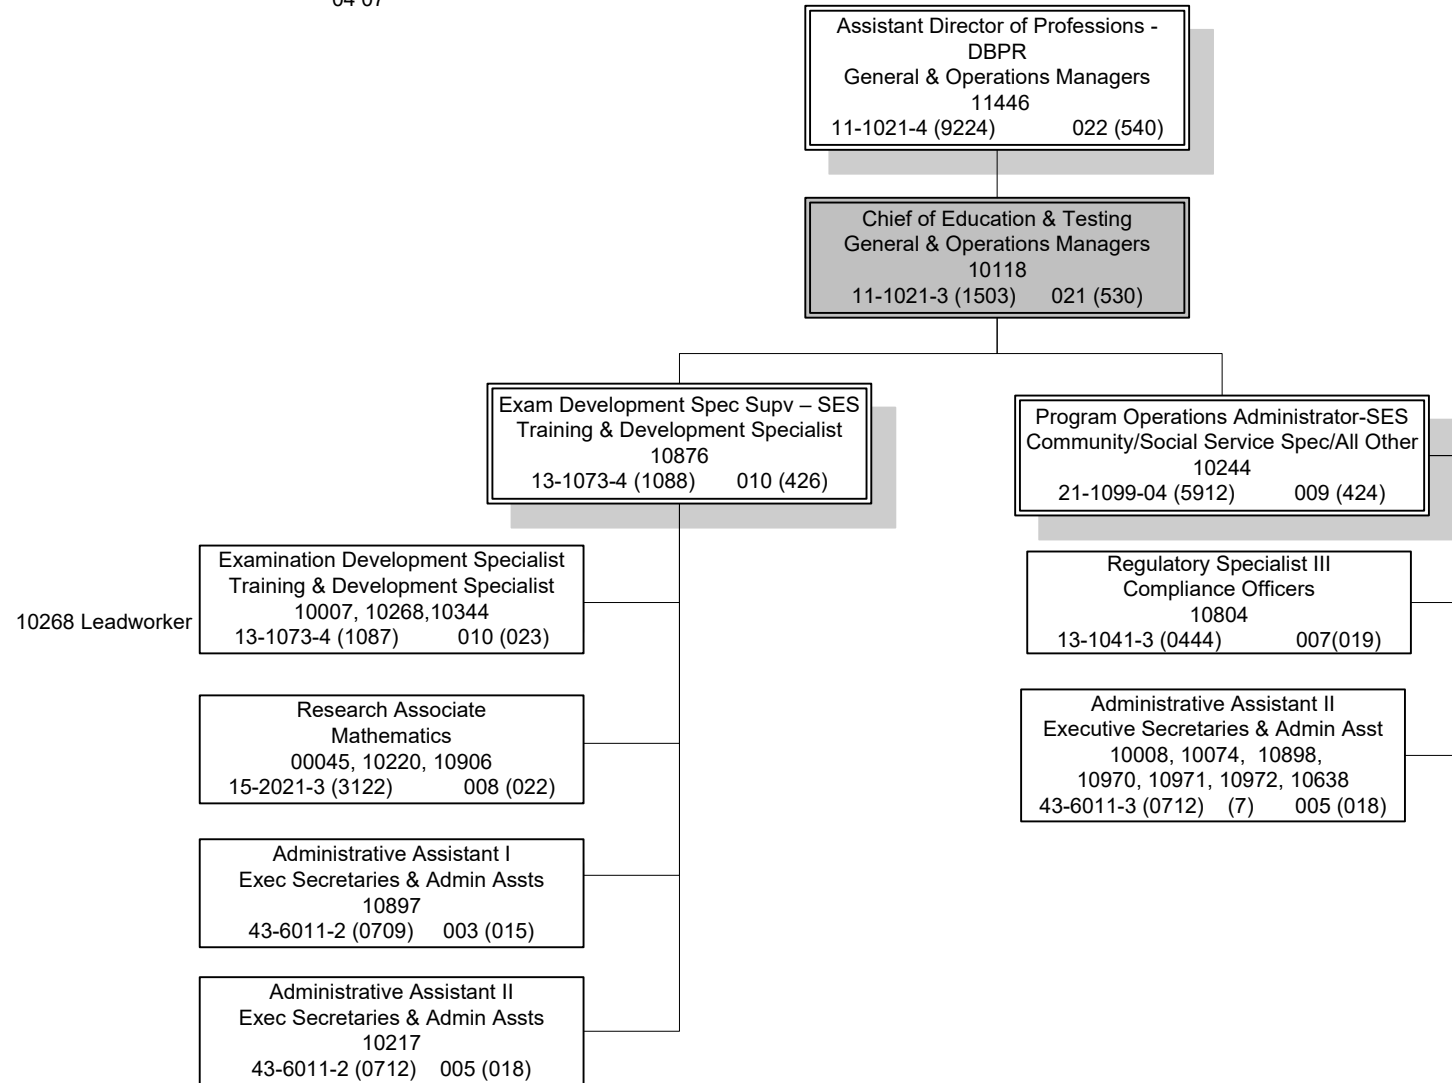 04-07
Assistant Director of Professions -
DBPR
General & Operations Managers
11446
11-1021-4 (9224) 022 (540)
Chief of Education & Testing
General & Operations Managers
10118
11-1021-3 (1503) 021 (530)
Exam Development Spec Supv – SES
Training & Development Specialist
10876
13-1073-4 (1088) 010 (426)
Program Operations Administrator-SES
Community/Social Service Spec/All Other
10244
21-1099-04 (5912) 009 (424)
10268 Leadworker
Examination Development Specialist
Training & Development Specialist
10007, 10268,10344
13-1073-4 (1087) 010 (023)
Regulatory Specialist III
Compliance Officers
10804
13-1041-3 (0444) 007(019)
Research Associate
Mathematics
00045, 10220, 10906
15-2021-3 (3122) 008 (022)
Administrative Assistant II
Executive Secretaries & Admin Asst
10008, 10074, 10898,
10970, 10971, 10972, 10638
43-6011-3 (0712) (7) 005 (018)
Administrative Assistant I
Exec Secretaries & Admin Assts
10897
43-6011-2 (0709) 003 (015)
Administrative Assistant II
Exec Secretaries & Admin Assts
10217
43-6011-2 (0712) 005 (018)